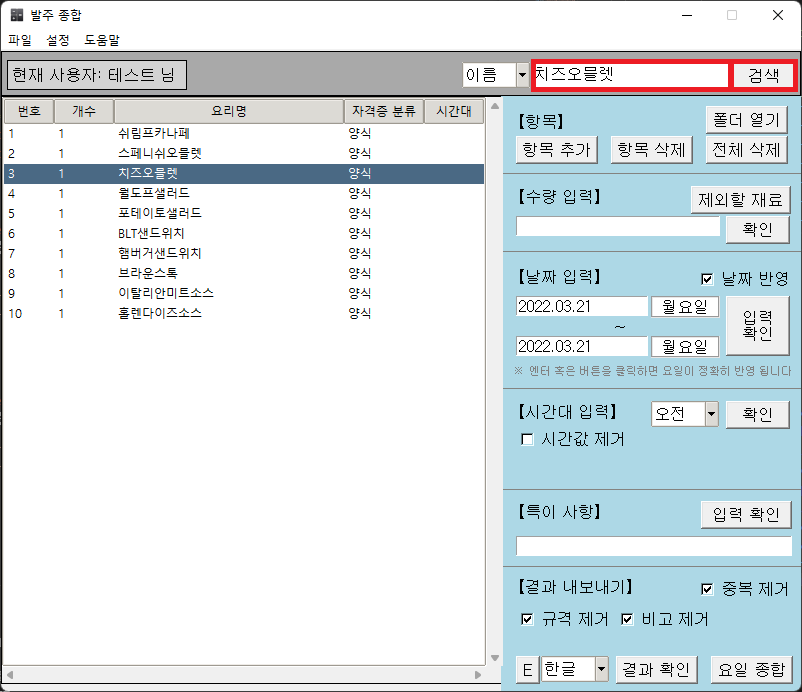 발주 종합
파일 설정 도움말
현재 사용자: 테스트 님
이름 치즈오믈렛 검색
번호 개수 요리명 자격증 분류 시간대
1 1 쉬림프카나페 양식
2 1 스페니쉬오믈렛 양식
3 1 치즈오믈렛 양식
4 1 월도프샐러드 양식
5 1 포테이토샐러드 양식
6 1 BLT샌드위치 양식
7 1 햄버거샌드위치 양식
8 1 브라운스톡 양식
9 1 이탈리안미트소스 양식
10 1 홀렌다이즈소스 양식
【항목】 폴더 열기
항목 추가 항목 삭제 전체 삭제
【수량 입력】 제외할 재료
확인
【날짜 입력】 날짜 반영
2022.03.21 월요일
~
2022.03.21 월요일
입력
확인
※ 엔터 혹은 버튼을 클릭하면 요일이 정확히 반영 됩니다
【시간대 입력】 오전 확인
시간값 제거
【특이 사항】 입력 확인
【결과 내보내기】 중복 제거
규격 제거 비고 제거
E 한글 결과 확인 요일 종합